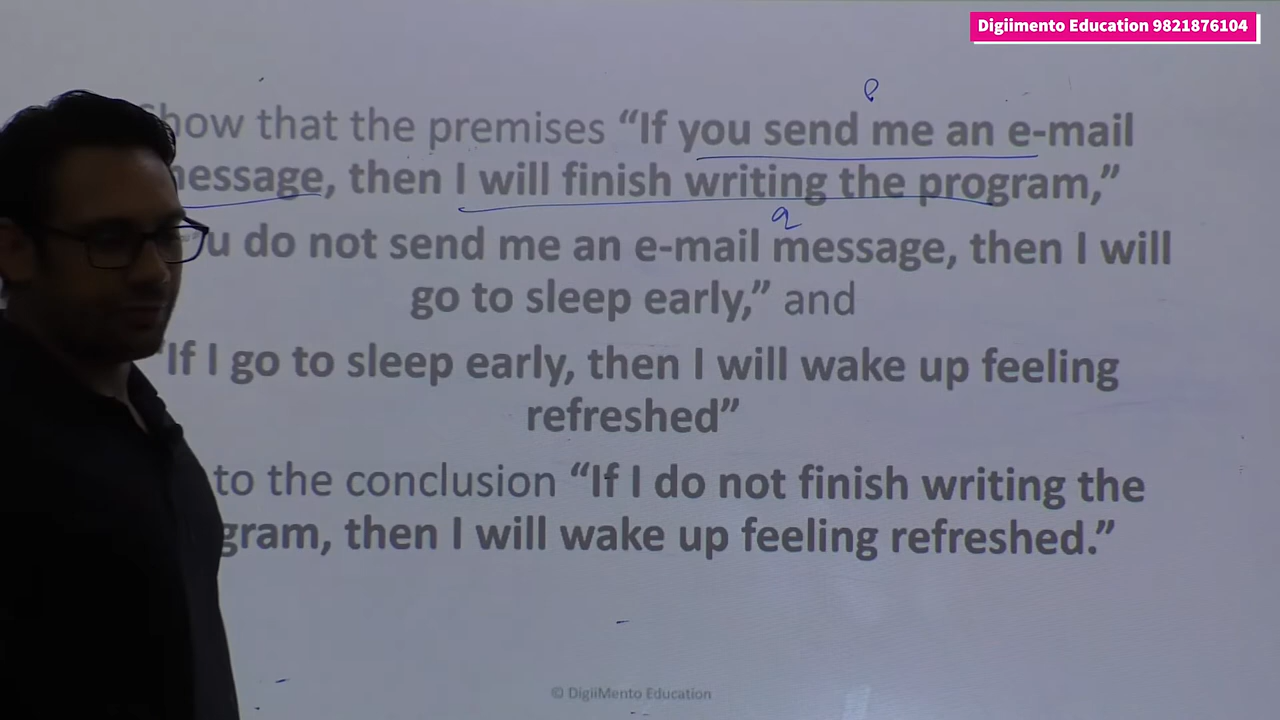 Digiimento Education 9821876104
P
how that the premises “If you send me an e-mail
message, then I will finish writing the program,”
q
u do not send me an e-mail message, then I will
go to sleep early,” and
“If I go to sleep early, then I will wake up feeling
refreshed”
to the conclusion “If I do not finish writing the
gram, then I will wake up feeling refreshed.”
© DigiiMento Education